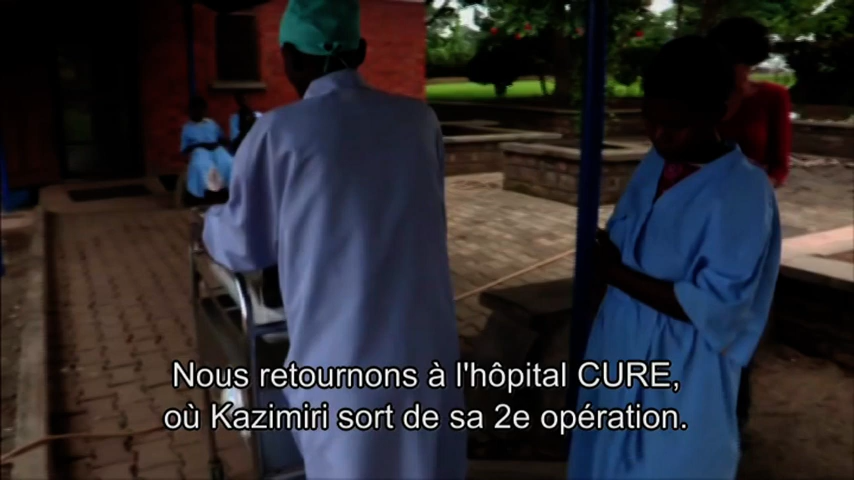 Nous retournons à l'hôpital CURE,
où Kazimiri sort de sa 2e opération.